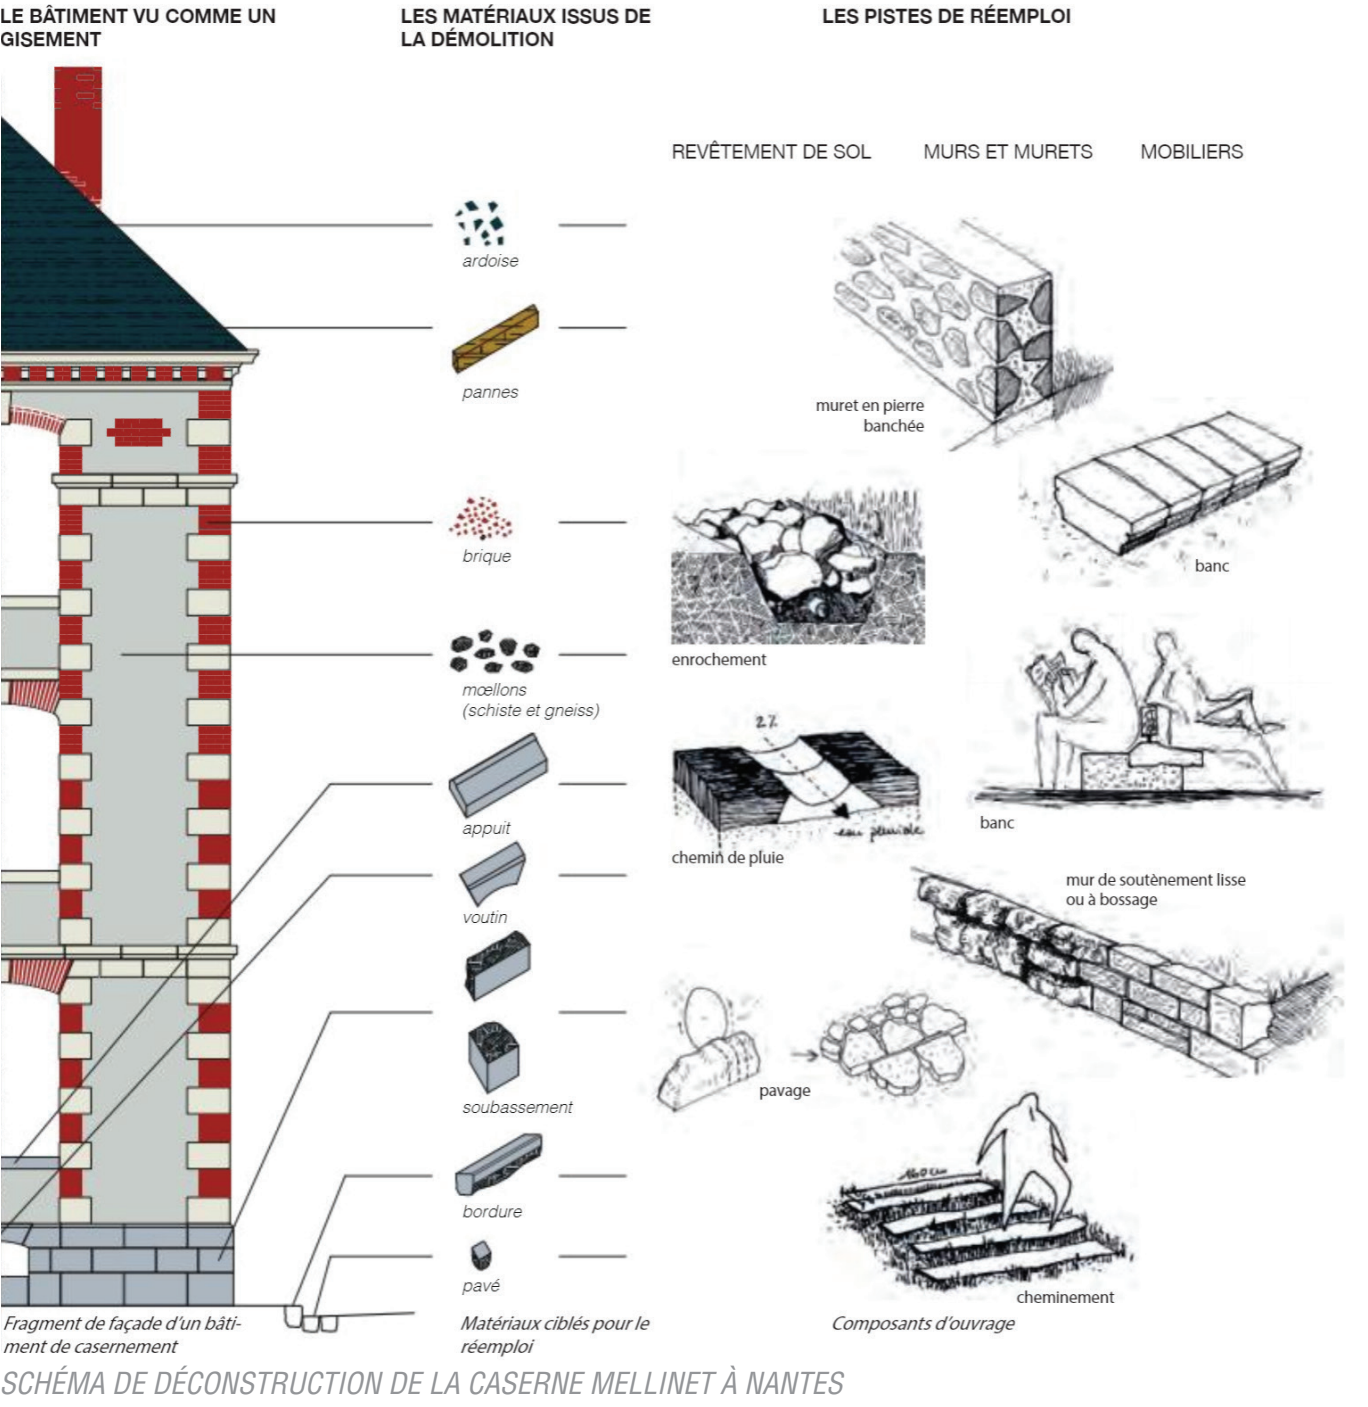 LE BÂTIMENT VU COMME UN
GISEMENT
LES MATÉRIAUX ISSUS DE
LA DÉMOLITION
LES PISTES DE RÉEMPLOI
REVÊTEMENT DE SOL
MURS ET MURETS
MOBILIERS
ardoise
pannes
brique
mœllons
(schiste et gneiss)
appuit
voutin
soubassement
bordure
pavé
muret en pierre
banchée
banc
enrochement
banc
2%
eau pluviale
chemin de pluie
mur de soutènement lisse
ou à bossage
pavage
160 cm
cheminement
Fragment de façade d'un bâti-
ment de casernement
Matériaux ciblés pour le
réemploi
Composants d'ouvrage
SCHÉMA DE DÉCONSTRUCTION DE LA CASERNE MELLINET À NANTES